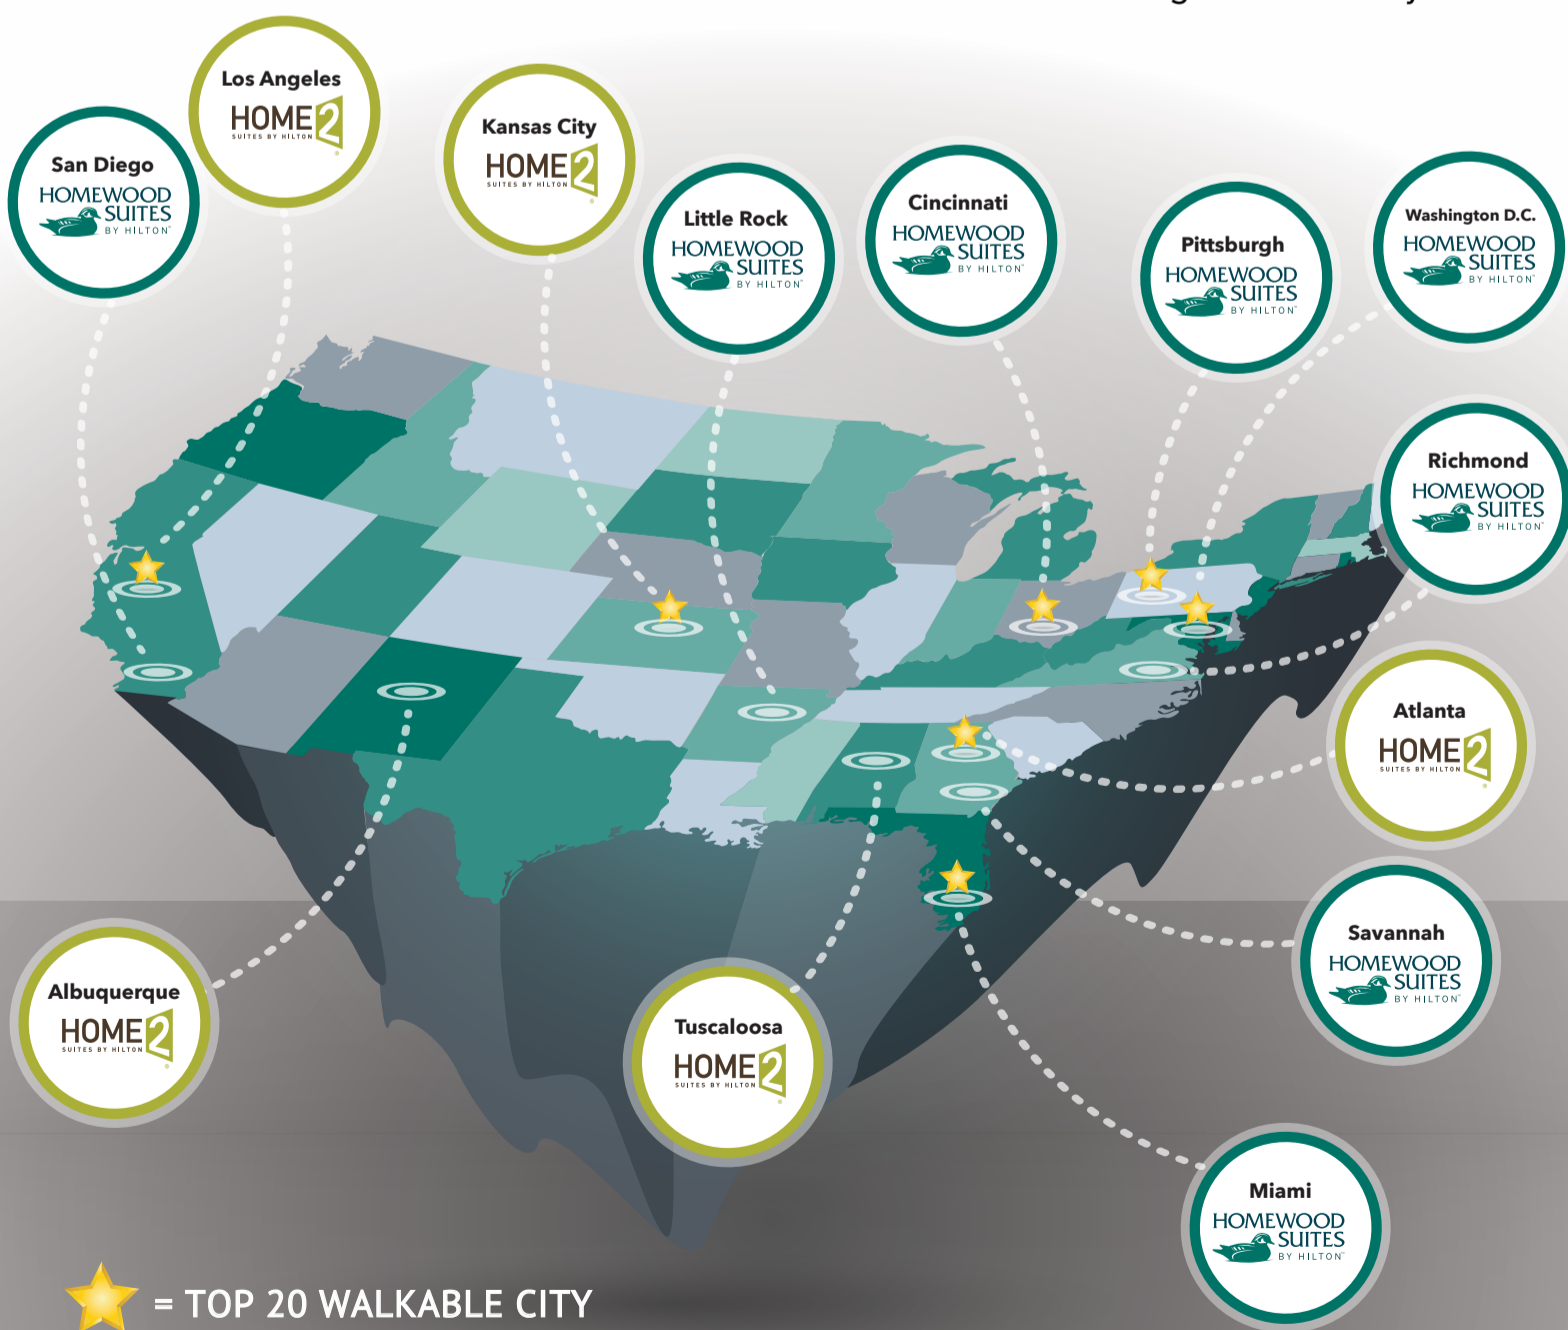 Los Angeles
HOME2
SUITES BY HILTON
Kansas City
HOME2
SUITES BY HILTON
San Diego
HOMEWOOD
SUITES
BY HILTON
Little Rock
HOMEWOOD
SUITES
BY HILTON
Cincinnati
HOMEWOOD
SUITES
BY HILTON
Pittsburgh
HOMEWOOD
SUITES
BY HILTON
Washington D.C.
HOMEWOOD
SUITES
BY HILTON
Richmond
HOMEWOOD
SUITES
BY HILTON
Atlanta
HOME2
SUITES BY HILTON
Savannah
HOMEWOOD
SUITES
BY HILTON
Albuquerque
HOME2
SUITES BY HILTON
Tuscaloosa
HOME2
SUITES BY HILTON
Miami
HOMEWOOD
SUITES
BY HILTON
= TOP 20 WALKABLE CITY